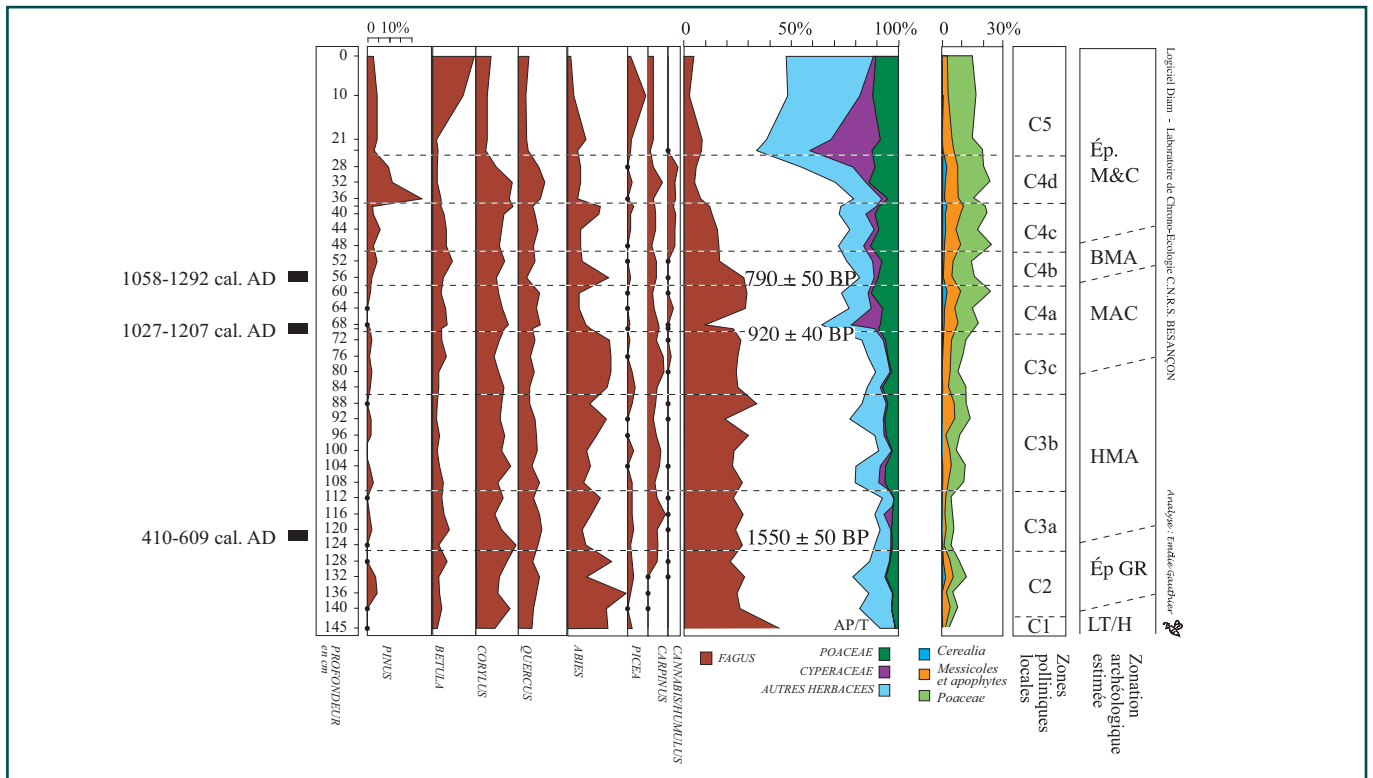 0 10%
0 50% 100%
0 30%
0
10
21
28
32
36
40
44
48
52
56
60
64
68
72
76
80
84
88
92
96
100
104
108
112
116
120
124
128
132
136
140
145
1058-1292 cal. AD
1027-1207 cal. AD
410-609 cal. AD
790 ± 50 BP
920 ± 40 BP
1550 ± 50 BP
AP/T
C5
C4d
C4c
C4b
C4a
C3c
C3b
C3a
C2
C1
Ép.
M&C
BMA
MAC
HMA
Ép GR
LT/H
PROFONDEUR
en cm
PINUS
BETULA
CORYLUS
QUERCUS
ABIES
PICEA
CARPINUS
CANNABIS/HUMULUS
FAGUS
POACEAE
CYPERACEAE
AUTRES HERBACEES
Cerealia
Messicoles
et apophytes
Poaceae
Zones
polliniques
locales
Zonation
archéologique
estimée
Logiciel Diam - Laboratoire de Chrono-Ecologie C.N.R.S. BESANÇON
Analyse : Emilie Gauthier